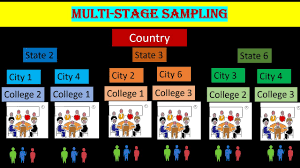 MULTI-STAGE SAMPLING
Country
State 2 State 3 State 6
City 1 City 4 City 2 City 6 City 3 City 4
College 2 College 1 College 1 College 3 College 2 College 3